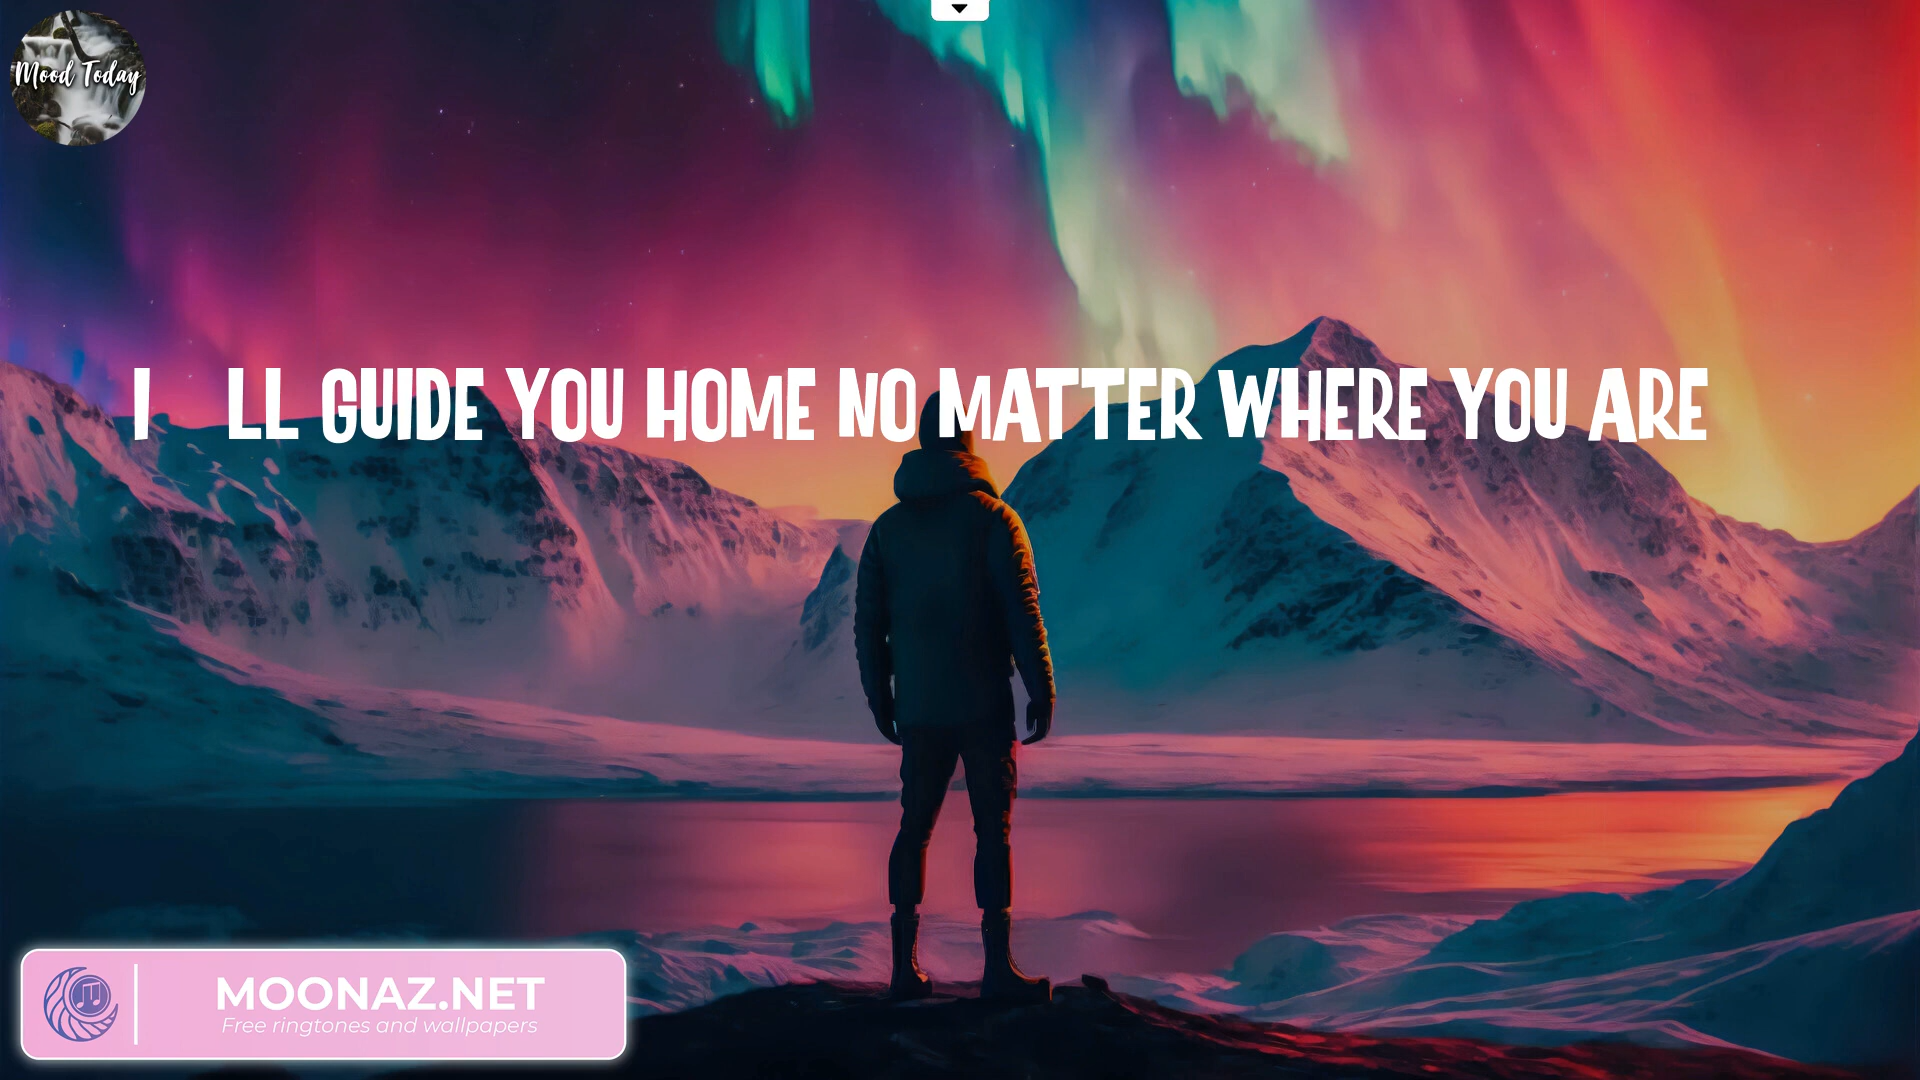 Mood Today
I LL GUIDE YOU HOME NO MATTER WHERE YOU ARE
MOONAZ.NET
Free ringtones and wallpapers